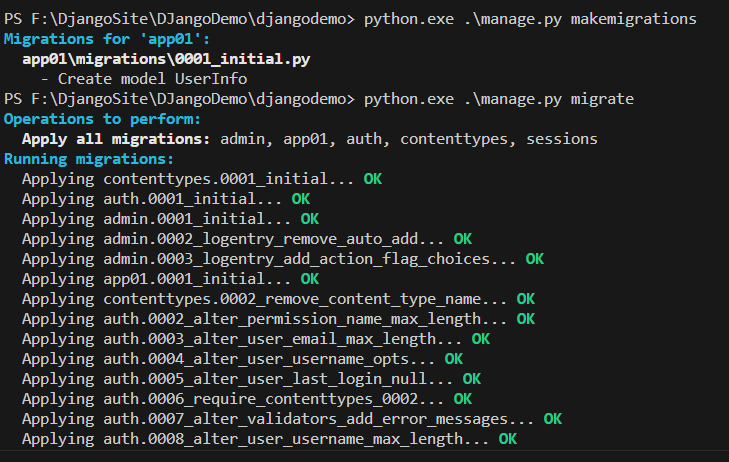 PS F:\DjangoSite\DJangoDemo\djangodemo> python.exe .\manage.py makemigrations
Migrations for 'app01':
  app01\migrations\0001_initial.py
    - Create model UserInfo
PS F:\DjangoSite\DJangoDemo\djangodemo> python.exe .\manage.py migrate
Operations to perform:
  Apply all migrations: admin, app01, auth, contenttypes, sessions
Running migrations:
  Applying contenttypes.0001_initial... OK
  Applying auth.0001_initial... OK
  Applying admin.0001_initial... OK
  Applying admin.0002_logentry_remove_auto_add... OK
  Applying admin.0003_logentry_add_action_flag_choices... OK
  Applying app01.0001_initial... OK
  Applying contenttypes.0002_remove_content_type_name... OK
  Applying auth.0002_alter_permission_name_max_length... OK
  Applying auth.0003_alter_user_email_max_length... OK
  Applying auth.0004_alter_user_username_opts... OK
  Applying auth.0005_alter_user_last_login_null... OK
  Applying auth.0006_require_contenttypes_0002... OK
  Applying auth.0007_alter_validators_add_error_messages... OK
  Applying auth.0008_alter_user_username_max_length... OK